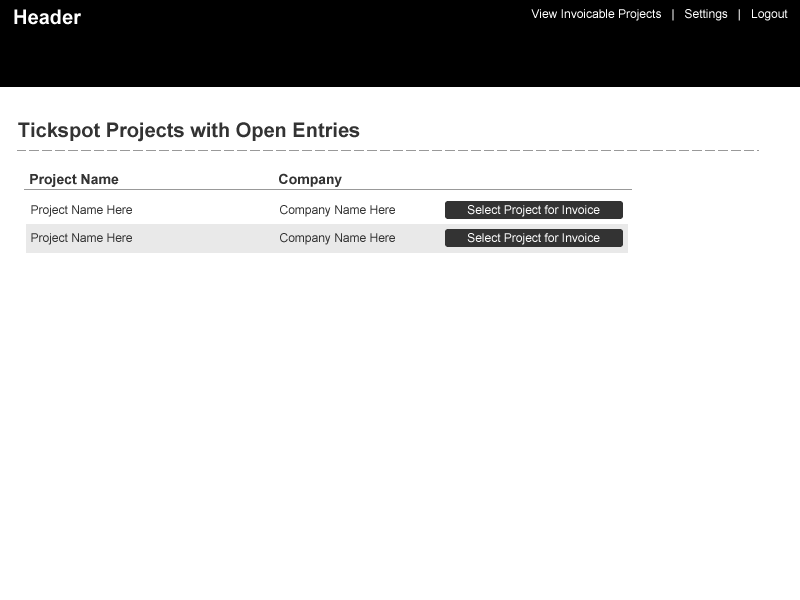 Header
View Invoicable Projects | Settings | Logout
Tickspot Projects with Open Entries
Project Name Company
Project Name Here Company Name Here Select Project for Invoice
Project Name Here Company Name Here Select Project for Invoice